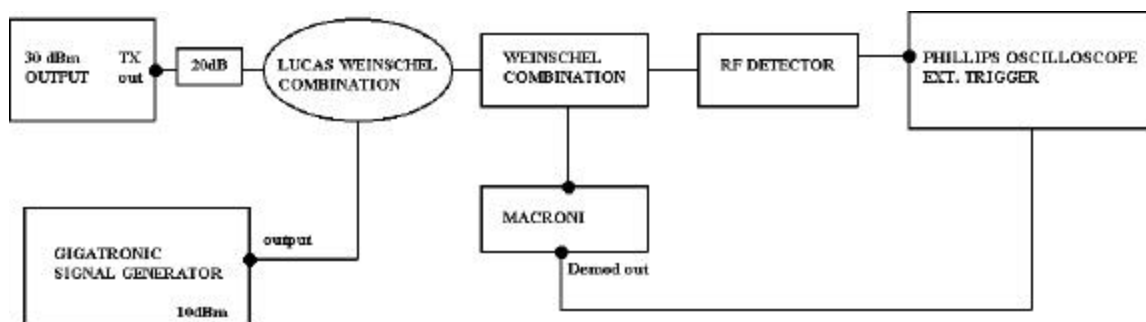 30 dBm TX
OUTPUT out
20dB
LUCAS WEINSCHEL
COMBINATION
WEINSCHEL
COMBINATION
RF DETECTOR
PHILLIPS OSCILLOSCOPE
EXT. TRIGGER
MACRONI
Demod out
GIGATRONIC
SIGNAL GENERATOR
10dBm
output